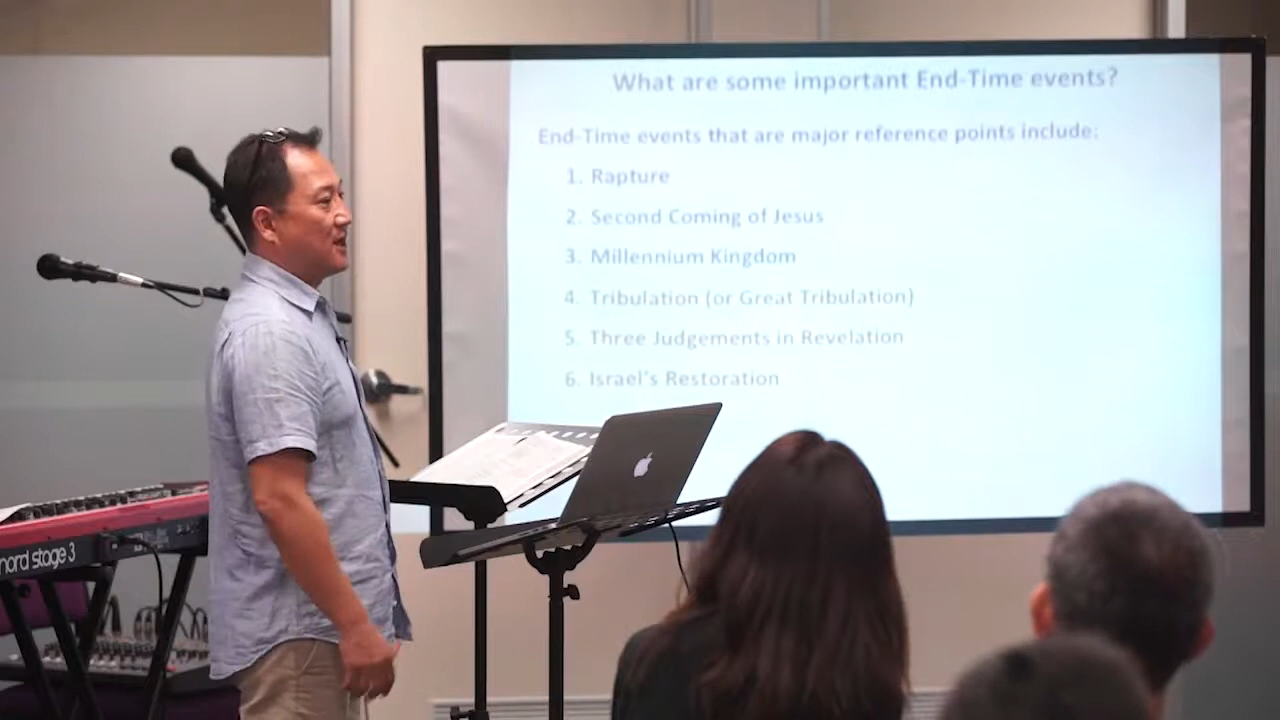 What are some important End-Time events?
End-Time events that are major reference points include:
1. Rapture
2. Second Coming of Jesus
3. Millennium Kingdom
4. Tribulation (or Great Tribulation)
5. Three Judgements in Revelation
6. Israel's Restoration
nord stage 3